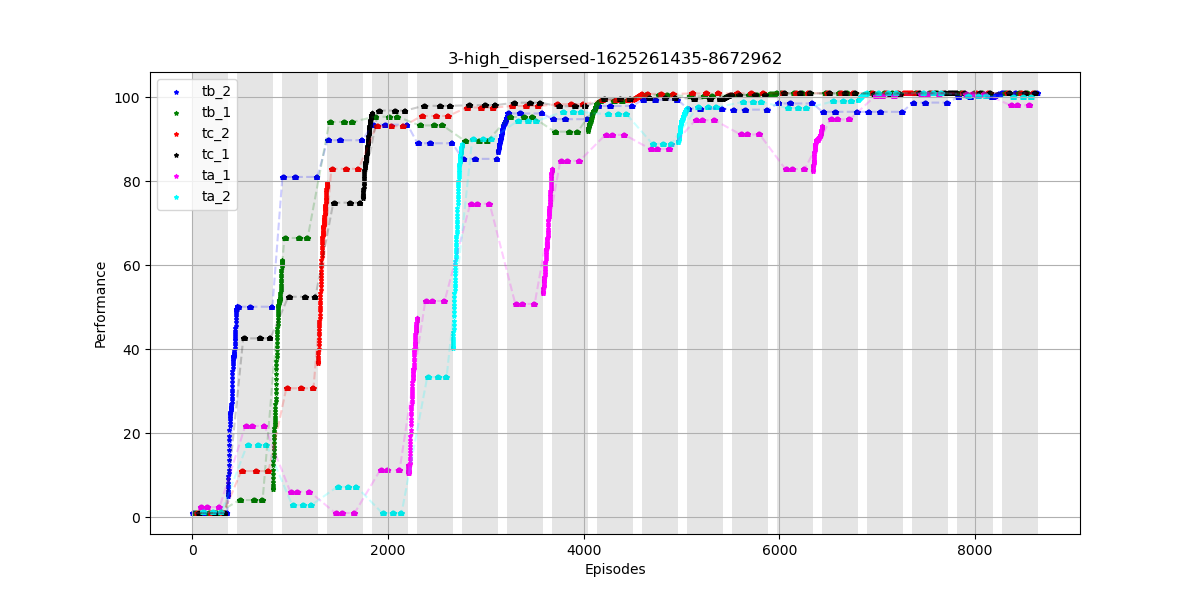 3-high_dispersed-1625261435-8672962
tb_2
tb_1
tc_2
tc_1
ta_1
ta_2
100
80
60
40
20
0
Performance
0 2000 4000 6000 8000
Episodes